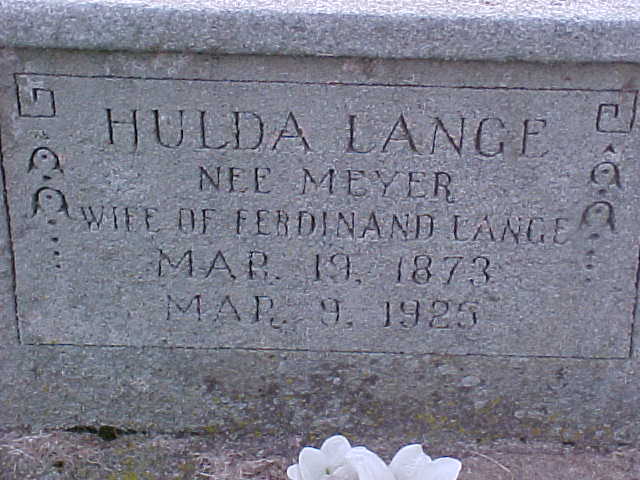 HULDA LANGE
NEE MEYER
WIFE OF FERDINAND LANGE
MAR. 19, 1873
MAR. 9, 1925